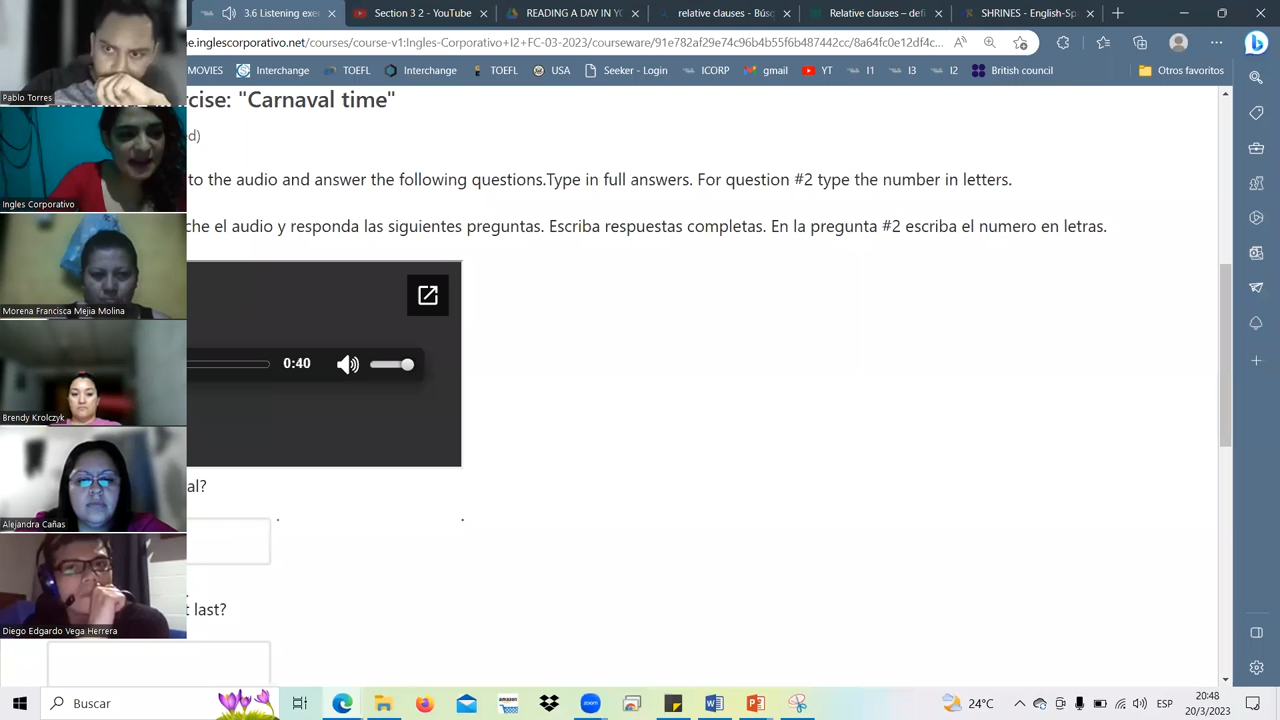 3.6 Listening exer
Section 3 2 - YouTube
READING A DAY IN YO
relative clauses - Búsq
Relative clauses – defi
SHRINES - English-Sp
ne.inglescorporativo.net/courses/course-v1:Ingles-Corporativo+I2+FC-03-2023/courseware/91e782af29e74c96b4b55f6b487442cc/8a64fc0e12df4c...
MOVIES
Interchange
TOEFL
Interchange
TOEFL
USA
Seeker - Login
ICORP
gmail
YT
I1
I3
I2
British council
Otros favoritos
cise: "Carnaval time"
ed)
to the audio and answer the following questions.Type in full answers. For question #2 type the number in letters.
che el audio y responda las siguientes preguntas. Escriba respuestas completas. En la pregunta #2 escriba el numero en letras.
0:40
al?
t last?
Pablo Torres
Ingles Corporativo
Morena Francisca Mejia Molina
Brendy Krolczyk
Alejandra Cañas
Diego Edgardo Vega Herrera
Buscar
amazon
zoom
24°C
ESP
20:48
20/3/2023